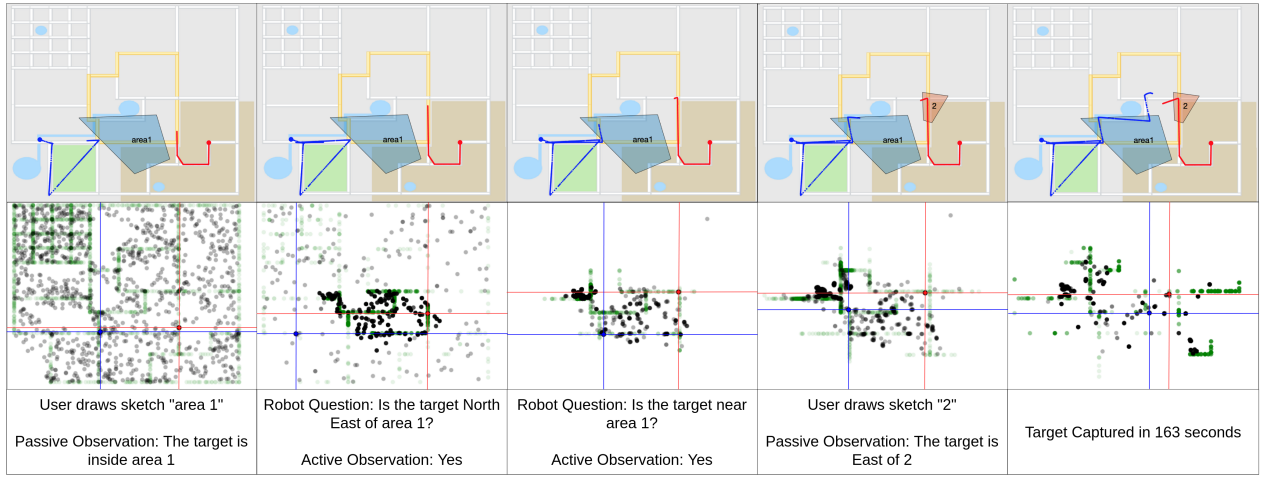 area1
area1
area1
2
area1
2
area1
User draws sketch "area 1"
Passive Observation: The target is
inside area 1
Robot Question: Is the target North
East of area 1?
Active Observation: Yes
Robot Question: Is the target near
area 1?
Active Observation: Yes
User draws sketch "2"
Passive Observation: The target is
East of 2
Target Captured in 163 seconds